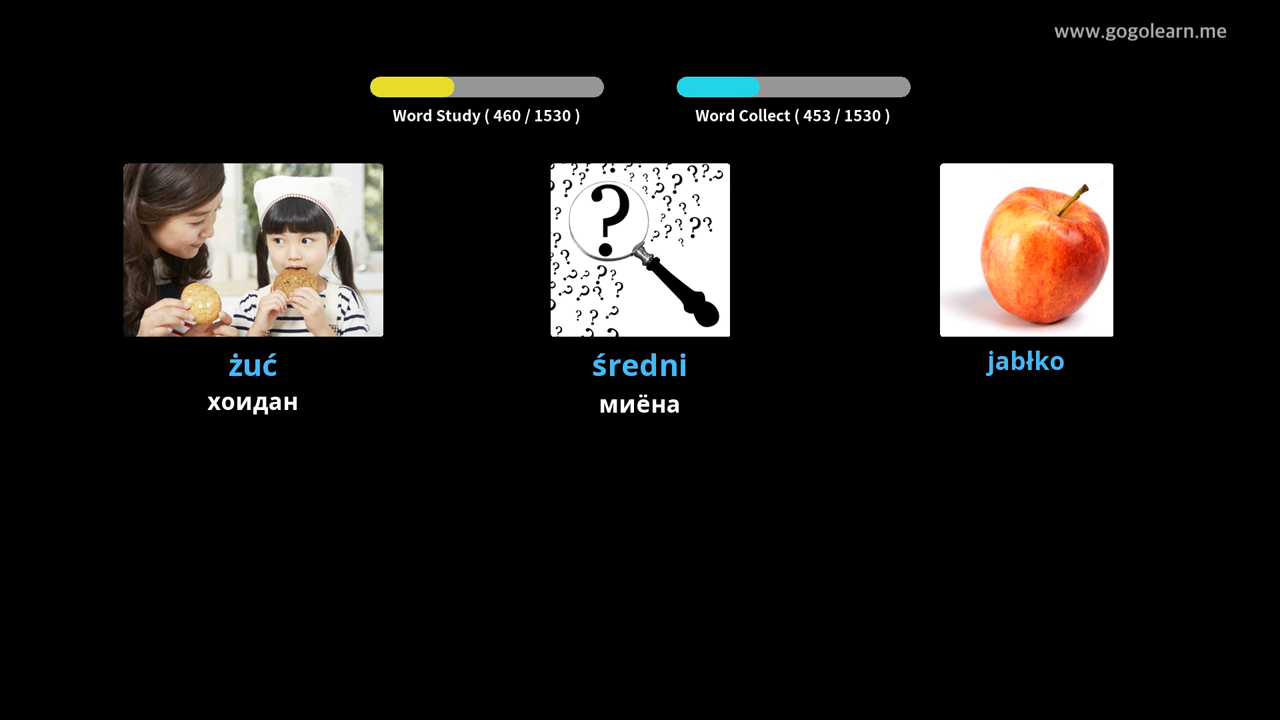 www.gogolearn.me
Word Study ( 460 / 1530 )
Word Collect ( 453 / 1530 )
żuć
хоидан
średni
миёна
jabłko